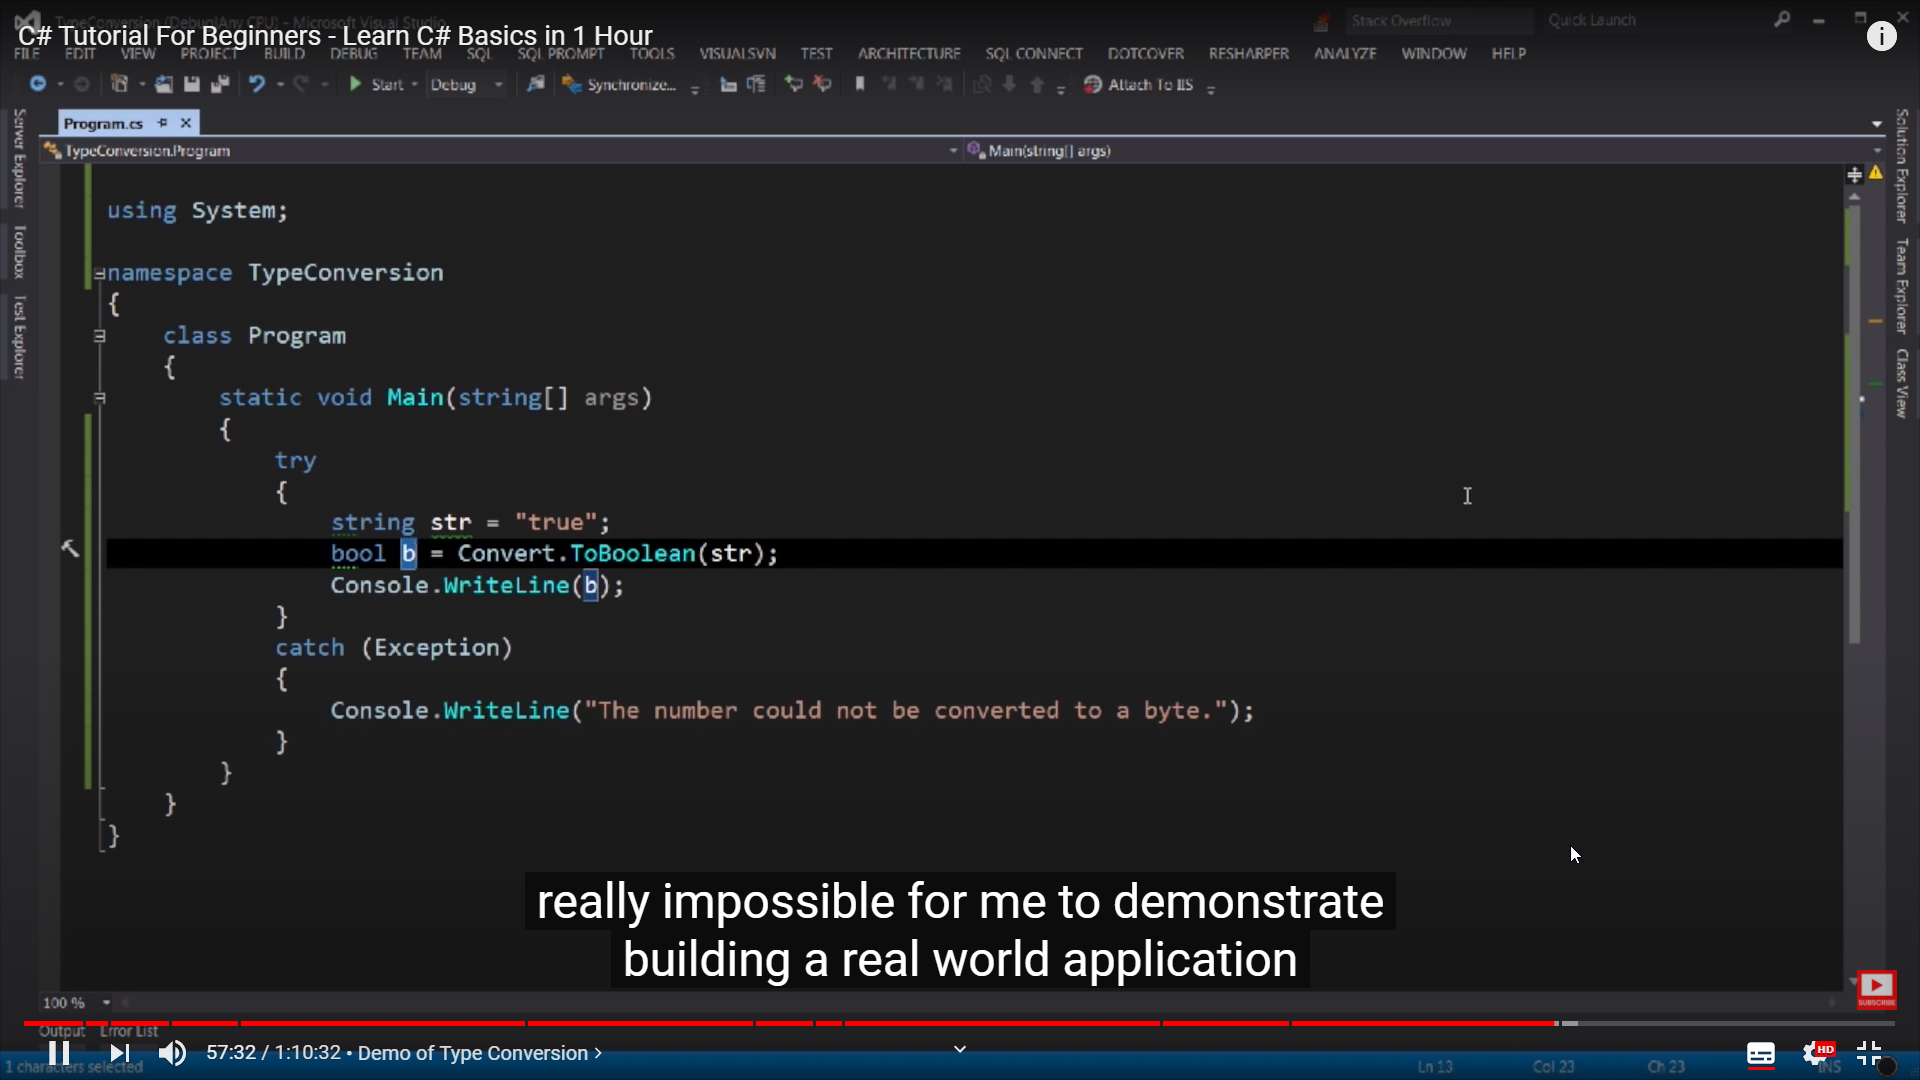 TypeConversion (Debug|Any CPU) - Microsoft Visual Studio
Stack Overflow
Quick Launch
C# Tutorial For Beginners - Learn C# Basics in 1 Hour
FILE EDIT VIEW PROJECT BUILD DEBUG TEAM SQL SQL PROMPT TOOLS VISUALSVN TEST ARCHITECTURE SQL CONNECT DOTCOVER RESHARPER ANALYZE WINDOW HELP
Start Debug Synchronize... Attach To IIS
Program.cs
TypeConversion.Program
Main(string[] args)
Server Explorer
Toolbox
Test Explorer
Solution Explorer
Team Explorer
Class View
using System;
namespace TypeConversion
{
class Program
{
static void Main(string[] args)
{
try
{
string str = "true";
bool b = Convert.ToBoolean(str);
Console.WriteLine(b);
}
catch (Exception)
{
Console.WriteLine("The number could not be converted to a byte.");
}
}
}
}
really impossible for me to demonstrate
building a real world application
SUBSCRIBE
100 %
Output Error List
57:32 / 1:10:32 • Demo of Type Conversion
HD
1 characters selected
Ln 13
Col 23
Ch 23
INS